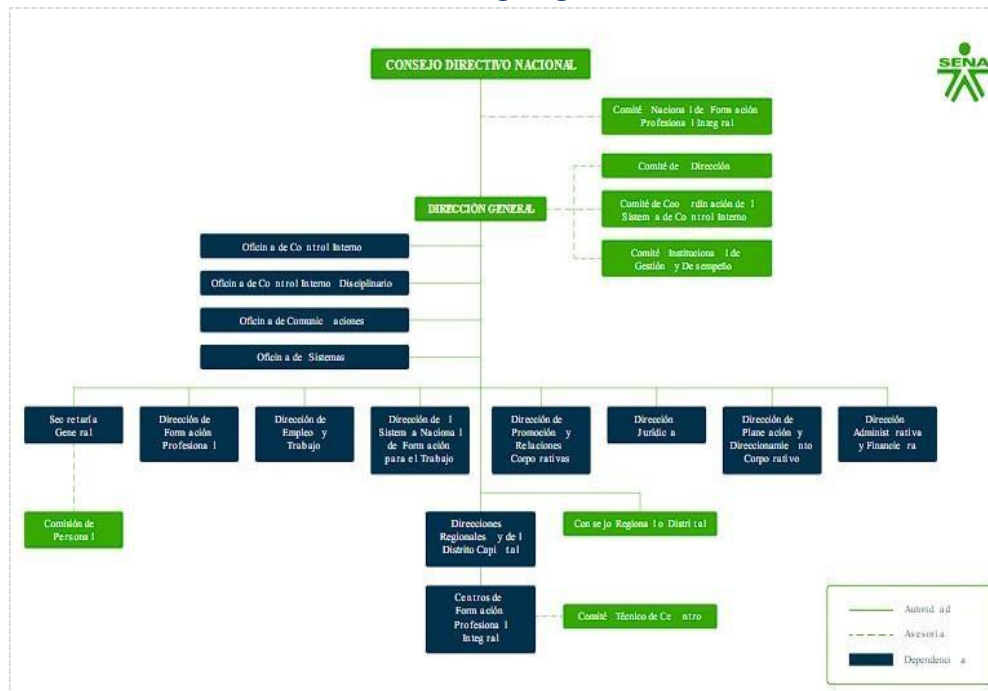 CONSEJO DIRECTIVO NACIONAL
SENA
Comité Nacional de Formación
Profesional Integral
Comité de Dirección
DIRECCIÓN GENERAL
Comité de Coordinación del
Sistema de Control Interno
Comité Institucional de
Gestión y Desempeño
Oficina de Control Interno
Oficina de Control Interno Disciplinario
Oficina de Comunicaciones
Oficina de Sistemas
Secretaría
General
Dirección de
Formación
Profesional
Dirección de
Empleo y
Trabajo
Dirección del
Sistema Nacional
de Formación
para el Trabajo
Dirección de
Promoción y
Relaciones
Corporativas
Dirección
Jurídica
Dirección de
Planeación y
Direccionamiento
Corporativo
Dirección
Administrativa
y Financiera
Comisión de
Personal
Direcciones
Regionales y del
Distrito Capital
Consejo Regional o Distrital
Centros de
Formación
Profesional
Integral
Comité Técnico de Centro
Autoridad
Asesoría
Dependencia